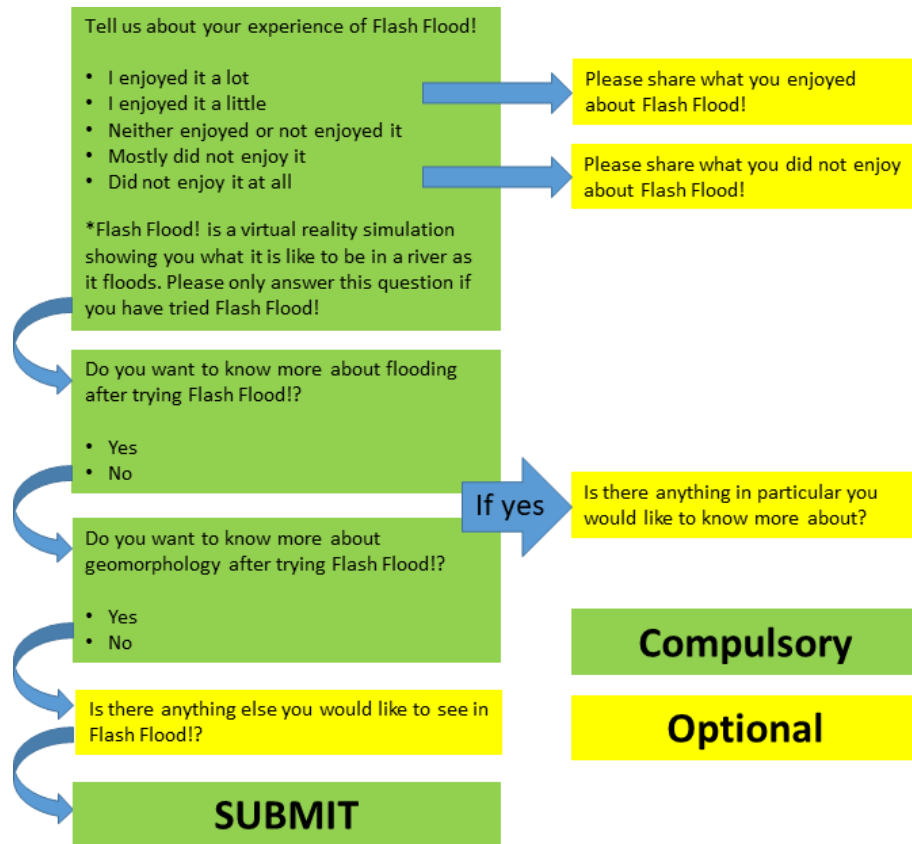 Tell us about your experience of Flash Flood!
• I enjoyed it a lot
• I enjoyed it a little
• Neither enjoyed or not enjoyed it
• Mostly did not enjoy it
• Did not enjoy it at all
*Flash Flood! is a virtual reality simulation
showing you what it is like to be in a river as
it floods. Please only answer this question if
you have tried Flash Flood!
Please share what you enjoyed
about Flash Flood!
Please share what you did not enjoy
about Flash Flood!
Do you want to know more about flooding
after trying Flash Flood!?
• Yes
• No
If yes
Is there anything in particular you
would like to know more about?
Do you want to know more about
geomorphology after trying Flash Flood!?
• Yes
• No
Is there anything else you would like to see in
Flash Flood!?
SUBMIT
Compulsory
Optional